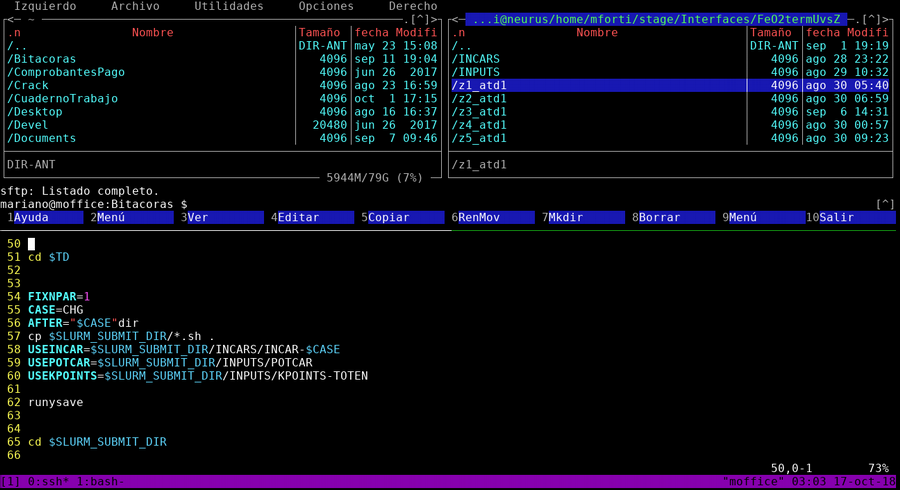 Izquierdo Archivo Utilidades Opciones Derecho
<─ ~ .[^]> <─ ...i@neurus/home/mforti/stage/Interfaces/FeO2termUvsZ .[^]>
.n Nombre Tamaño fecha Modifi .n Nombre Tamaño fecha Modifi
/.. DIR-ANT may 23 15:08 /.. DIR-ANT sep 1 19:19
/Bitacoras 4096 sep 11 19:04 /INCARS 4096 ago 28 23:22
/ComprobantesPago 4096 jun 26 2017 /INPUTS 4096 ago 29 10:32
/Crack 4096 ago 23 16:59 /z1_atd1 4096 ago 30 05:40
/CuadernoTrabajo 4096 oct 1 17:15 /z2_atd1 4096 ago 30 06:59
/Desktop 4096 ago 16 16:37 /z3_atd1 4096 sep 6 14:31
/Devel 20480 jun 26 2017 /z4_atd1 4096 ago 30 00:57
/Documents 4096 sep 7 09:46 /z5_atd1 4096 ago 30 09:23
DIR-ANT /z1_atd1
5944M/79G (7%)
sftp: Listado completo.
mariano@moffice:Bitacoras $ [^]
1Ayuda 2Menú 3Ver 4Editar 5Copiar 6RenMov 7Mkdir 8Borrar 9Menú 10Salir
50
51 cd $TD
52
53
54 FIXNPAR=1
55 CASE=CHG
56 AFTER="$CASE"dir
57 cp $SLURM_SUBMIT_DIR/*.sh .
58 USEINCAR=$SLURM_SUBMIT_DIR/INCARS/INCAR-$CASE
59 USEPOTCAR=$SLURM_SUBMIT_DIR/INPUTS/POTCAR
60 USEKPOINTS=$SLURM_SUBMIT_DIR/INPUTS/KPOINTS-TOTEN
61
62 runysave
63
64
65 cd $SLURM_SUBMIT_DIR
66
50,0-1 73%
[1] 0:ssh* 1:bash- "moffice" 03:03 17-oct-18